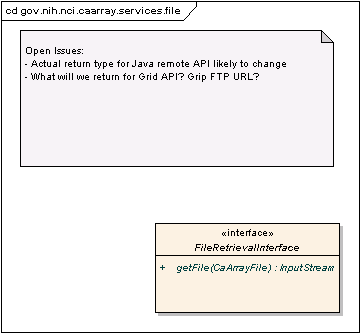 cd gov.nih.nci.caarray.services.file
Open Issues:
- Actual return type for Java remote API likely to change
- What will we return for Grid API? Grip FTP URL?
«interface»
FileRetrievalInterface
+ getFile(CaArrayFile) : InputStream